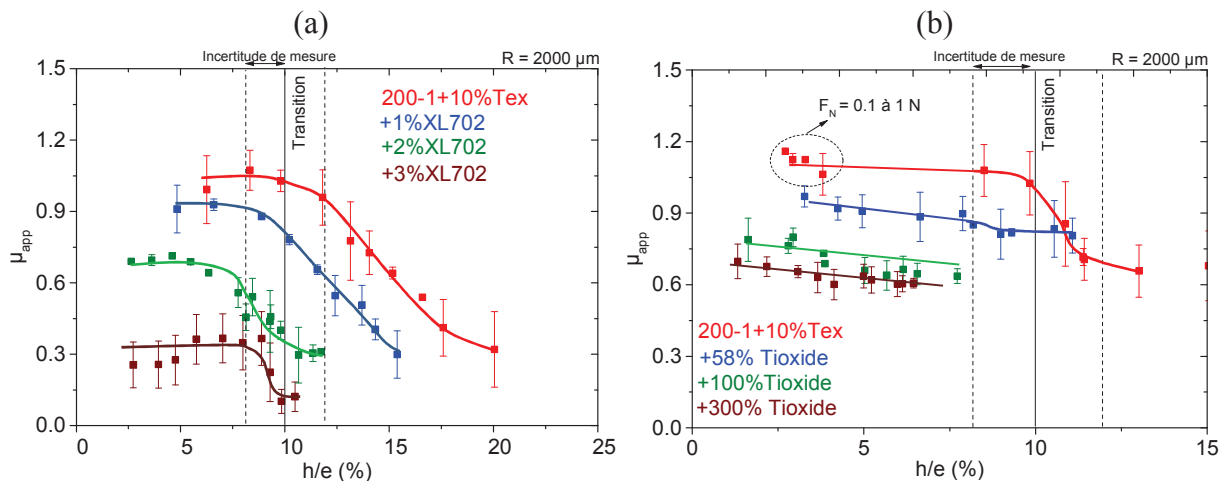 (a)
Incertitude de mesure
R = 2000 µm
1.5
200-1+10%Tex
+1%XL702
+2%XL702
+3%XL702
Transition
1.2
0.9
µapp
0.6
0.3
0.0
0 5 10 15 20 25
h/e (%)
(b)
Incertitude de mesure
R = 2000 µm
1.5
FN = 0.1 à 1 N
Transition
1.2
0.9
µapp
0.6
0.3
0.0
200-1+10%Tex
+58% Tioxide
+100%Tioxide
+300% Tioxide
0 5 10 15
h/e (%)